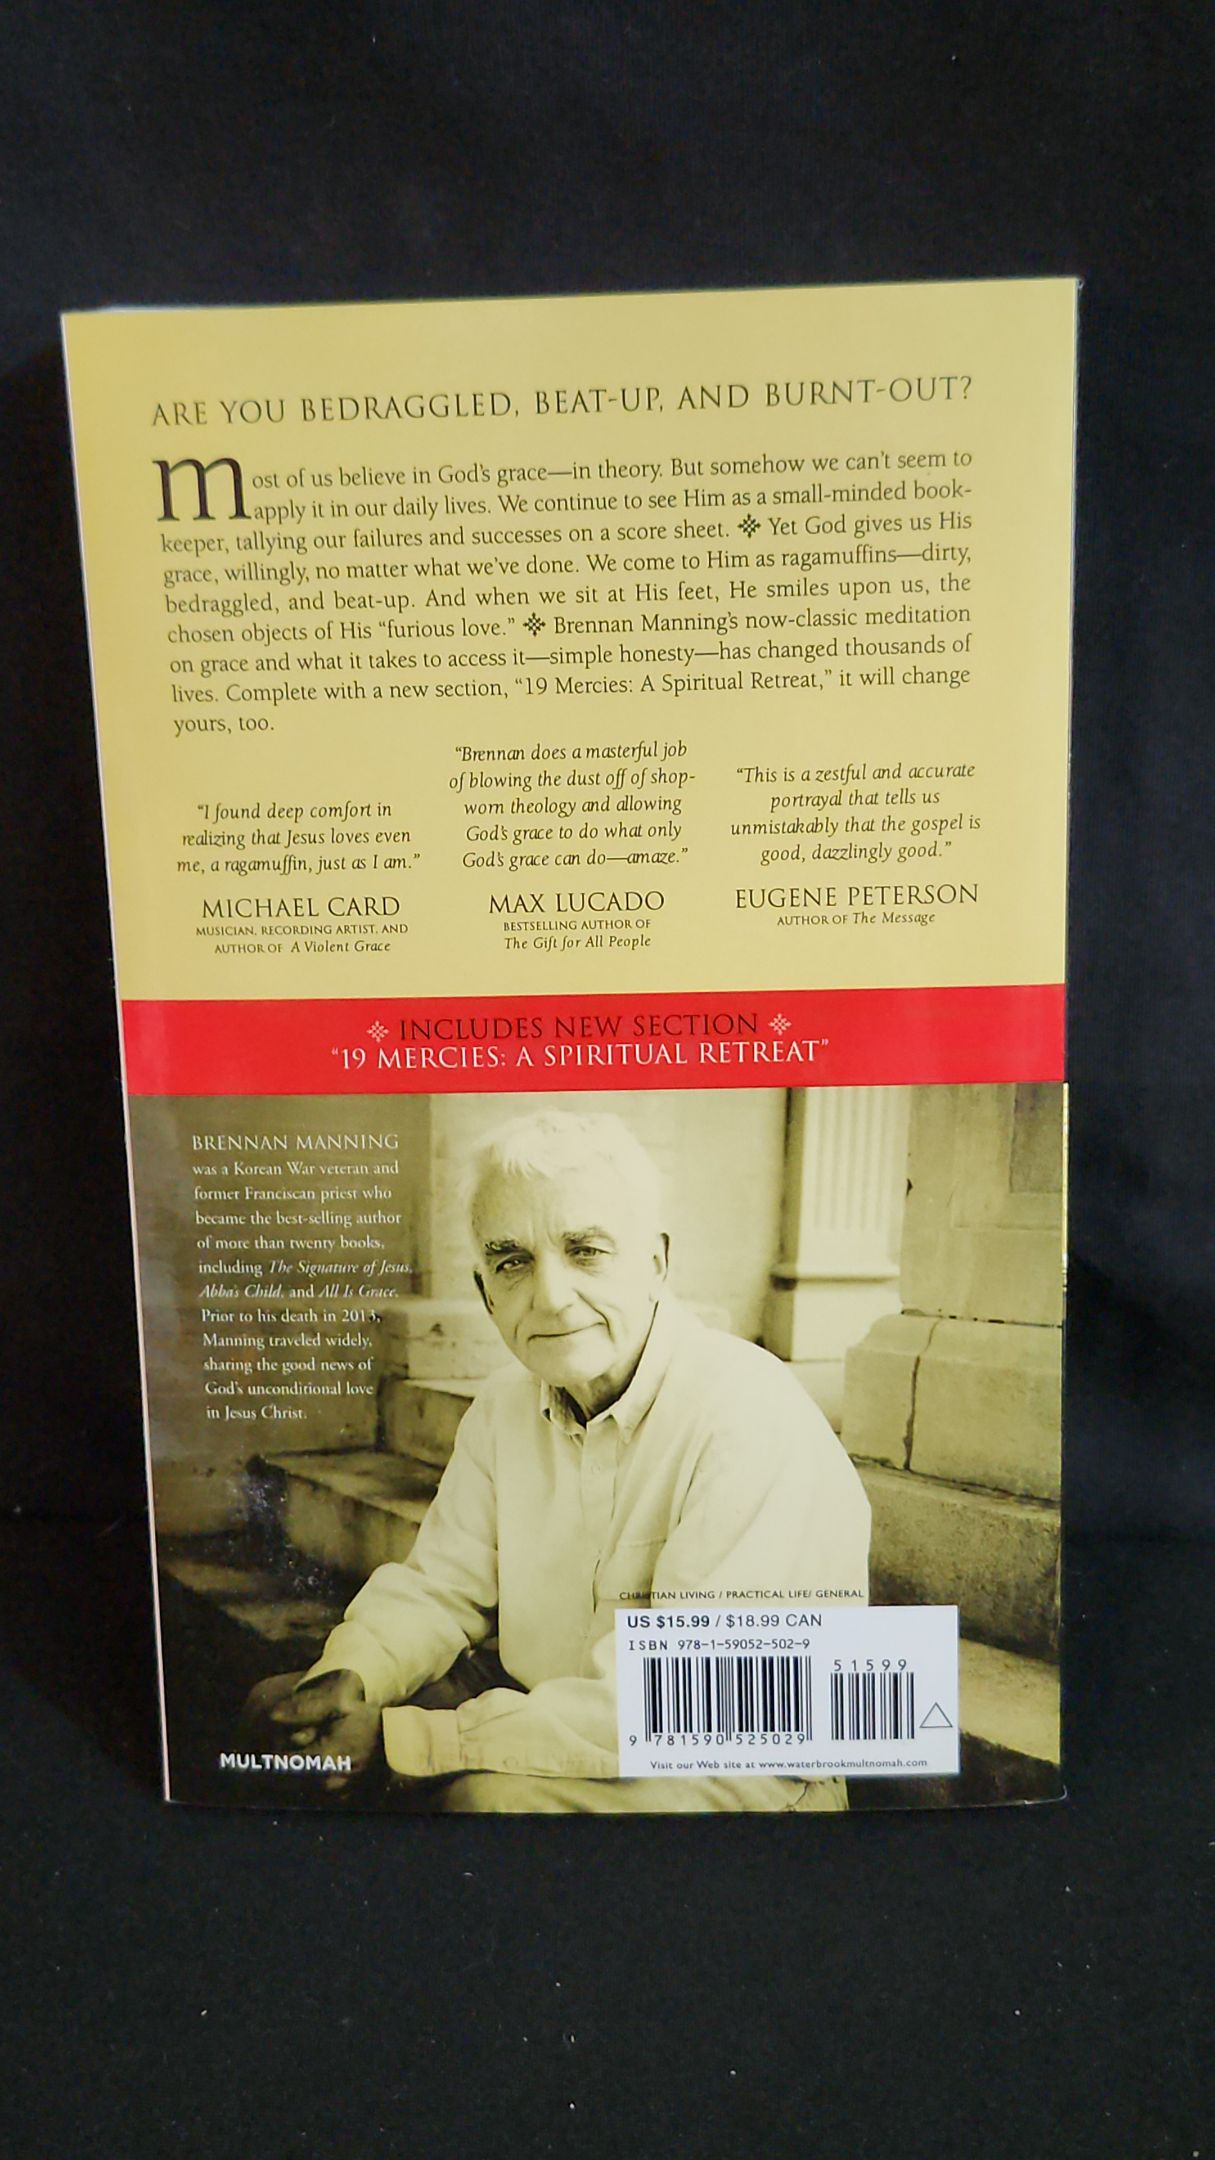 ARE YOU BEDRAGGLED, BEAT-UP, AND BURNT-OUT?
Most of us believe in God's grace—in theory. But somehow we can't seem to
apply it in our daily lives. We continue to see Him as a small-minded book-
keeper, tallying our failures and successes on a score sheet. ❉ Yet God gives us His
grace, willingly, no matter what we've done. We come to Him as ragamuffins—dirty,
bedraggled, and beat-up. And when we sit at His feet, He smiles upon us, the
chosen objects of His “furious love.” ❉ Brennan Manning's now-classic meditation
on grace and what it takes to access it—simple honesty—has changed thousands of
lives. Complete with a new section, “19 Mercies: A Spiritual Retreat,” it will change
yours, too.
“I found deep comfort in
realizing that Jesus loves even
me, a ragamuffin, just as I am.”
MICHAEL CARD
MUSICIAN, RECORDING ARTIST, AND
AUTHOR OF A Violent Grace
“Brennan does a masterful job
of blowing the dust off of shop-
worn theology and allowing
God's grace to do what only
God's grace can do—amaze.”
MAX LUCADO
BESTSELLING AUTHOR OF
The Gift for All People
“This is a zestful and accurate
portrayal that tells us
unmistakably that the gospel is
good, dazzlingly good.”
EUGENE PETERSON
AUTHOR OF The Message
❉ INCLUDES NEW SECTION ❉
“19 MERCIES: A SPIRITUAL RETREAT”
BRENNAN MANNING
was a Korean War veteran and
former Franciscan priest who
became the best-selling author
of more than twenty books,
including The Signature of Jesus,
Abba's Child, and All Is Grace.
Prior to his death in 2013,
Manning traveled widely,
sharing the good news of
God's unconditional love
in Jesus Christ.
CHRISTIAN LIVING / PRACTICAL LIFE/ GENERAL
US $15.99 / $18.99 CAN
ISBN 978-1-59052-502-9
51599
9 781590 525029
Visit our Web site at www.waterbrookmultnomah.com
MULTNOMAH